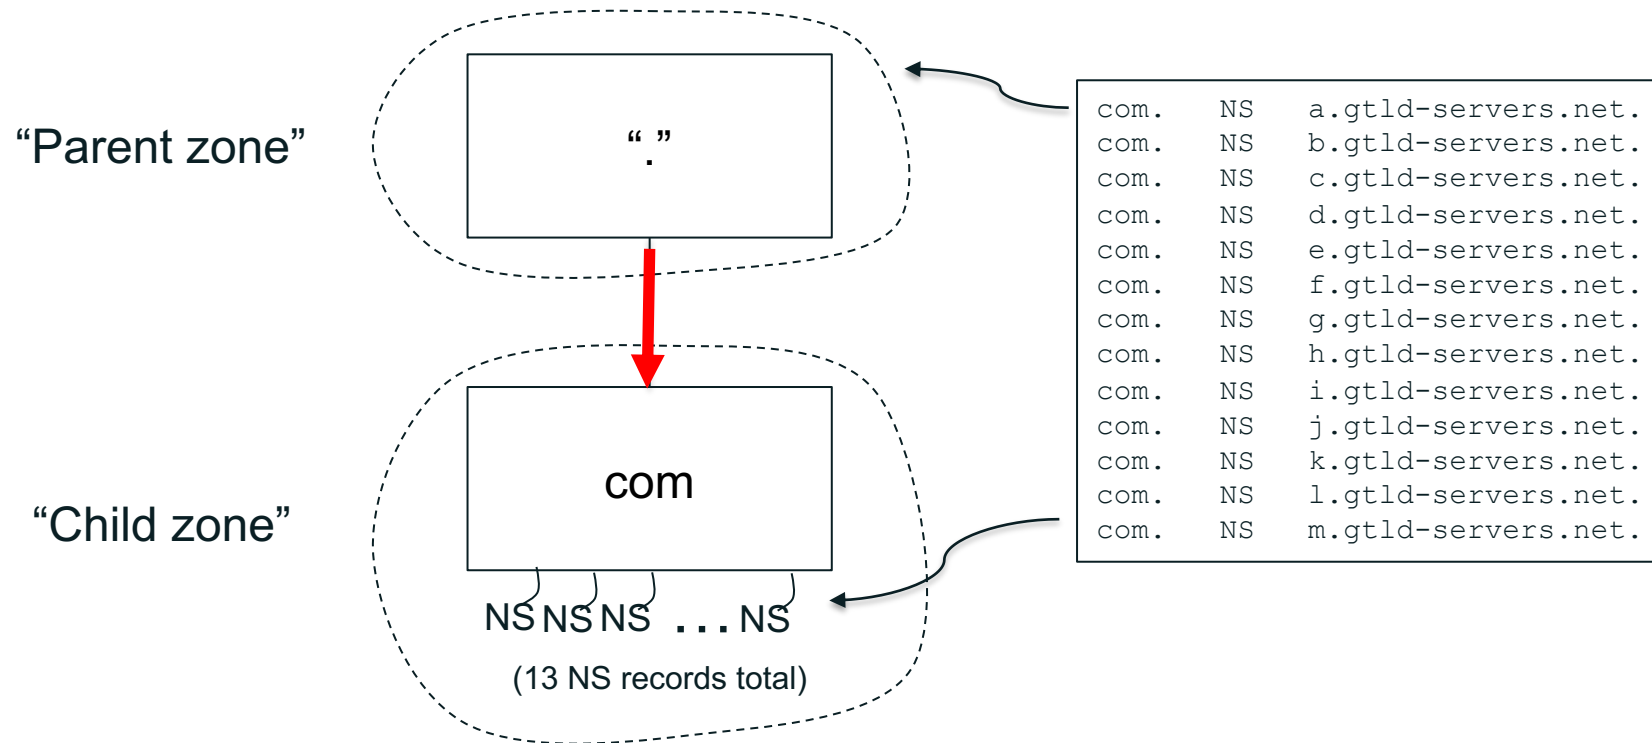 “Parent zone”
“.”
com. NS a.gtld-servers.net.
com. NS b.gtld-servers.net.
com. NS c.gtld-servers.net.
com. NS d.gtld-servers.net.
com. NS e.gtld-servers.net.
com. NS f.gtld-servers.net.
com. NS g.gtld-servers.net.
com. NS h.gtld-servers.net.
com. NS i.gtld-servers.net.
com. NS j.gtld-servers.net.
com. NS k.gtld-servers.net.
com. NS l.gtld-servers.net.
com. NS m.gtld-servers.net.
“Child zone”
com
NS NS NS ... NS
(13 NS records total)